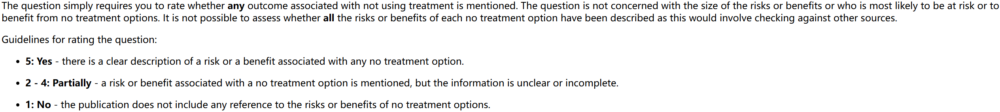 The question simply requires you to rate whether any outcome associated with not using treatment is mentioned. The question is not concerned with the size of the risks or benefits or who is most likely to be at risk or to
benefit from no treatment options. It is not possible to assess whether all the risks or benefits of each no treatment option have been described as this would involve checking against other sources.
Guidelines for rating the question:
• 5: Yes - there is a clear description of a risk or a benefit associated with any no treatment option.
• 2 - 4: Partially - a risk or benefit associated with a no treatment option is mentioned, but the information is unclear or incomplete.
• 1: No - the publication does not include any reference to the risks or benefits of no treatment options.